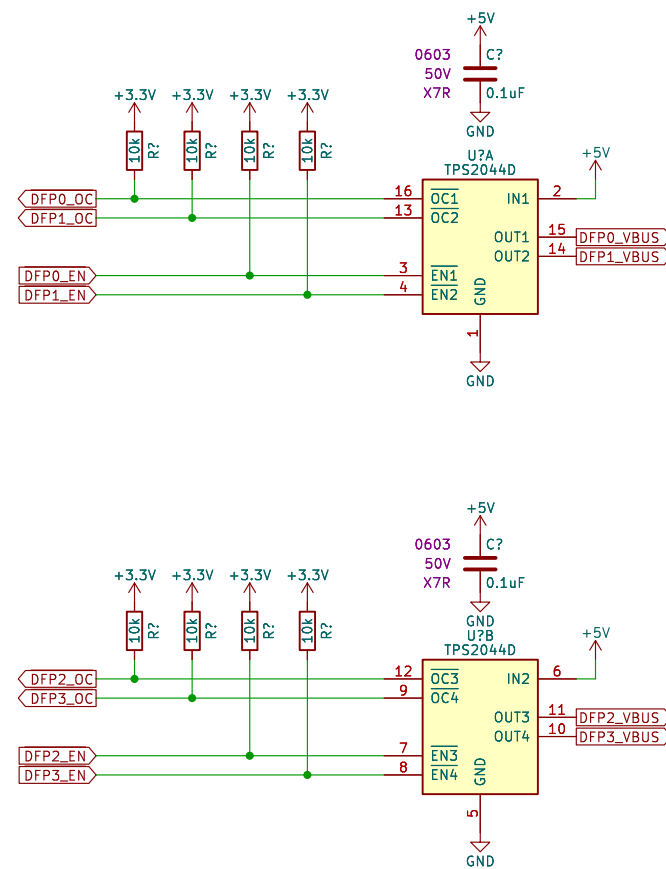 +5V
0603 C?
50V
X7R 0.1uF
GND
+3.3V +3.3V +3.3V +3.3V
10k R? 10k R? 10k R? 10k R?
U?A
TPS2044D
+5V
DFP0_OC 16 OC1 IN1 2
DFP1_OC 13 OC2
OUT1 15 DFP0_VBUS
OUT2 14 DFP1_VBUS
DFP0_EN 3 EN1
DFP1_EN 4 EN2
GND
1
GND
+5V
0603 C?
50V
X7R 0.1uF
GND
+3.3V +3.3V +3.3V +3.3V
10k R? 10k R? 10k R? 10k R?
U?B
TPS2044D
+5V
DFP2_OC 12 OC3 IN2 6
DFP3_OC 9 OC4
OUT3 11 DFP2_VBUS
OUT4 10 DFP3_VBUS
DFP2_EN 7 EN3
DFP3_EN 8 EN4
GND
5
GND